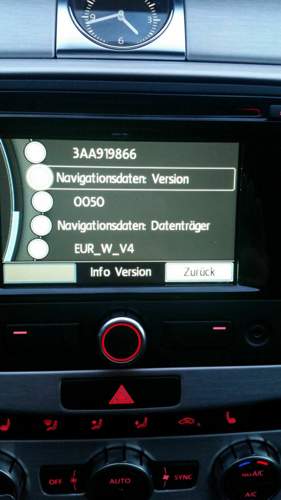 3AA919866
Navigationsdaten: Version
0050
Navigationsdaten: Datenträger
EUR_W_V4
Info Version
Zurück
OFF
AUTO
SYNC
A/C
A/C